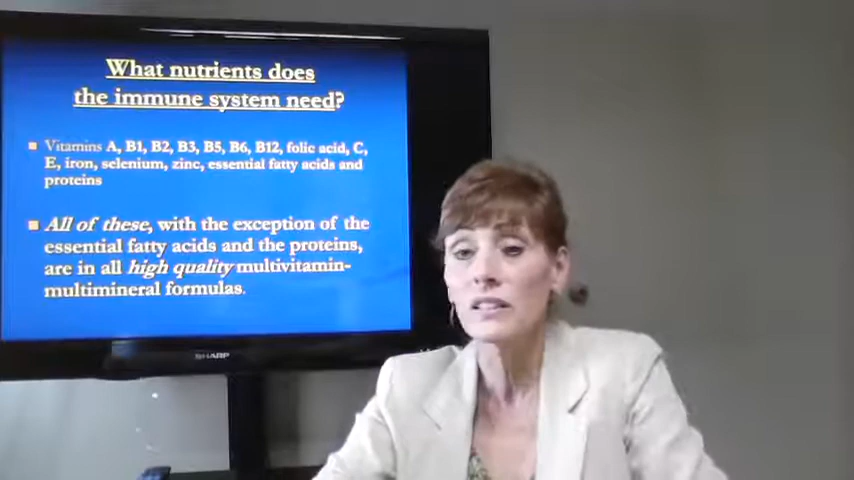 What nutrients does
the immune system need?
Vitamins A, B1, B2, B3, B5, B6, B12, folic acid, C,
E, iron, selenium, zinc, essential fatty acids and
proteins
All of these, with the exception of the
essential fatty acids and the proteins,
are in all high quality multivitamin-
multimineral formulas.
SHARP